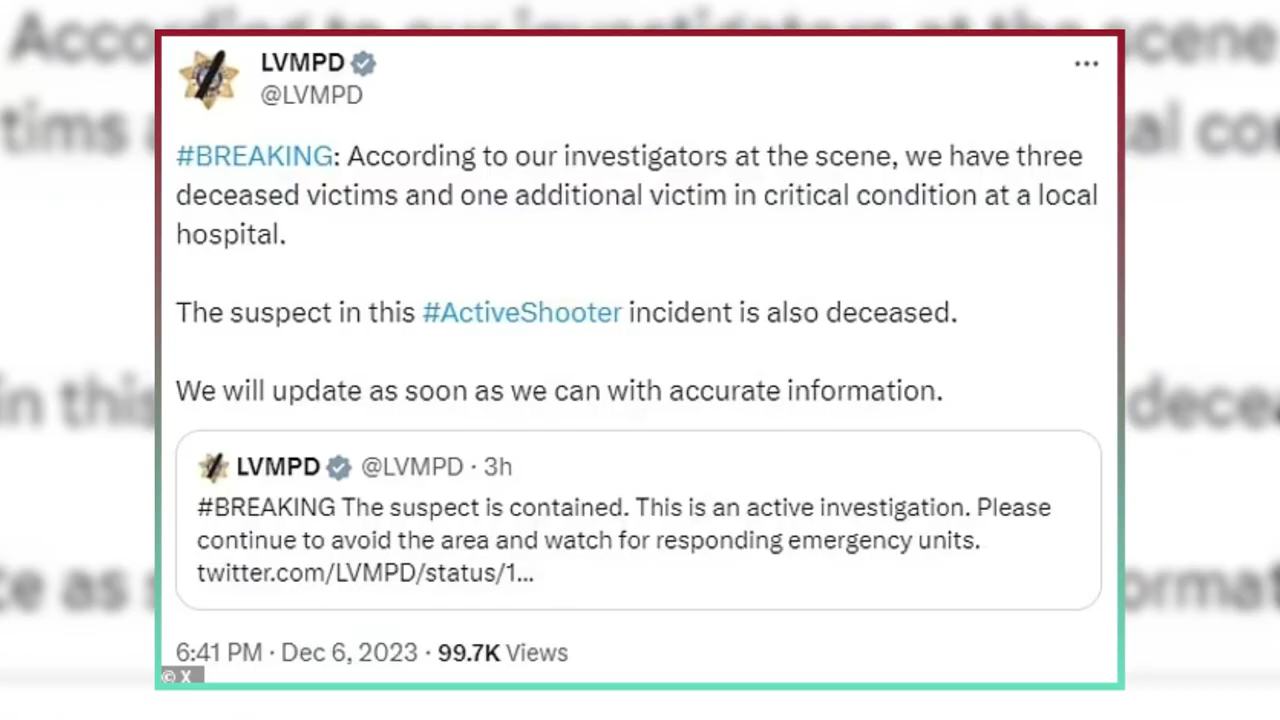 LVMPD
@LVMPD
#BREAKING: According to our investigators at the scene, we have three
deceased victims and one additional victim in critical condition at a local
hospital.
The suspect in this #ActiveShooter incident is also deceased.
We will update as soon as we can with accurate information.
LVMPD @LVMPD · 3h
#BREAKING The suspect is contained. This is an active investigation. Please
continue to avoid the area and watch for responding emergency units.
twitter.com/LVMPD/status/1...
6:41 PM · Dec 6, 2023 · 99.7K Views
© X